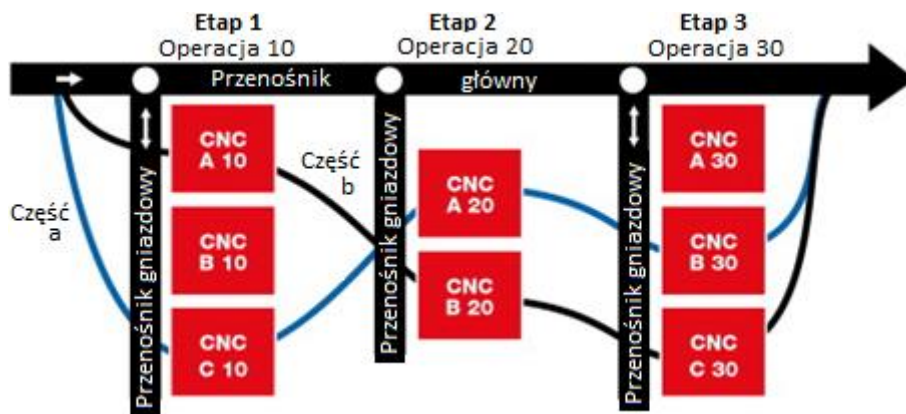 Etap 1
Operacja 10
Etap 2
Operacja 20
Etap 3
Operacja 30
Przenośnik główny
Przenośnik gniazdowy
CNC
A 10
CNC
B 10
CNC
C 10
Część
a
Część
b
Przenośnik gniazdowy
CNC
A 20
CNC
B 20
Przenośnik gniazdowy
CNC
A 30
CNC
B 30
CNC
C 30